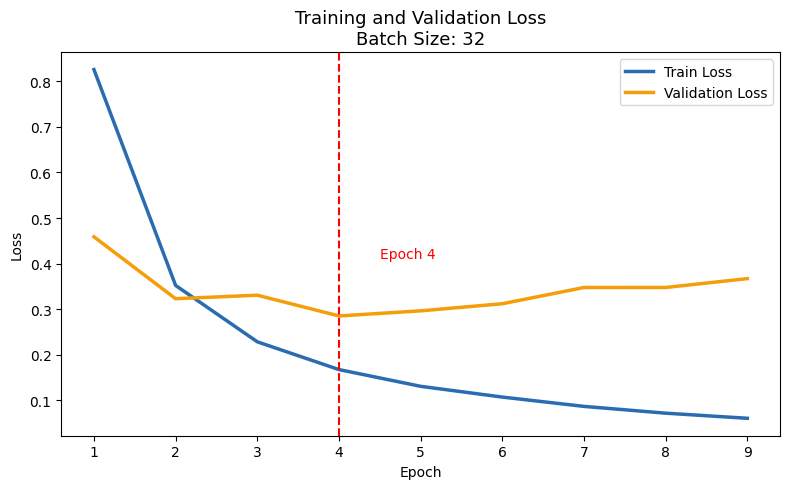 Training and Validation Loss
Batch Size: 32
Train Loss
Validation Loss
Epoch 4
Loss
0.8
0.7
0.6
0.5
0.4
0.3
0.2
0.1
1 2 3 4 5 6 7 8 9
Epoch